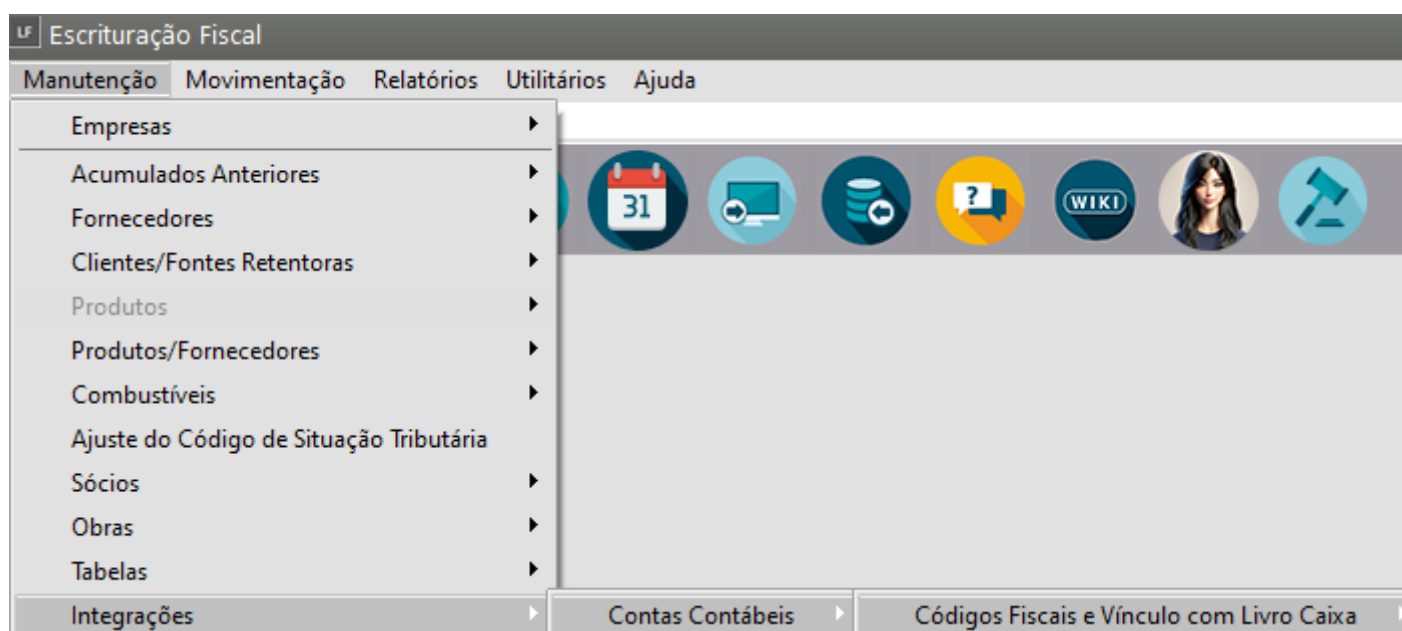 LF Escrituração Fiscal
Manutenção Movimentação Relatórios Utilitários Ajuda
Empresas
Acumulados Anteriores
Fornecedores
Clientes/Fontes Retentoras
Produtos
Produtos/Fornecedores
Combustíveis
Ajuste do Código de Situação Tributária
Sócios
Obras
Tabelas
Integrações Contas Contábeis Códigos Fiscais e Vínculo com Livro Caixa
31
?
WIKI